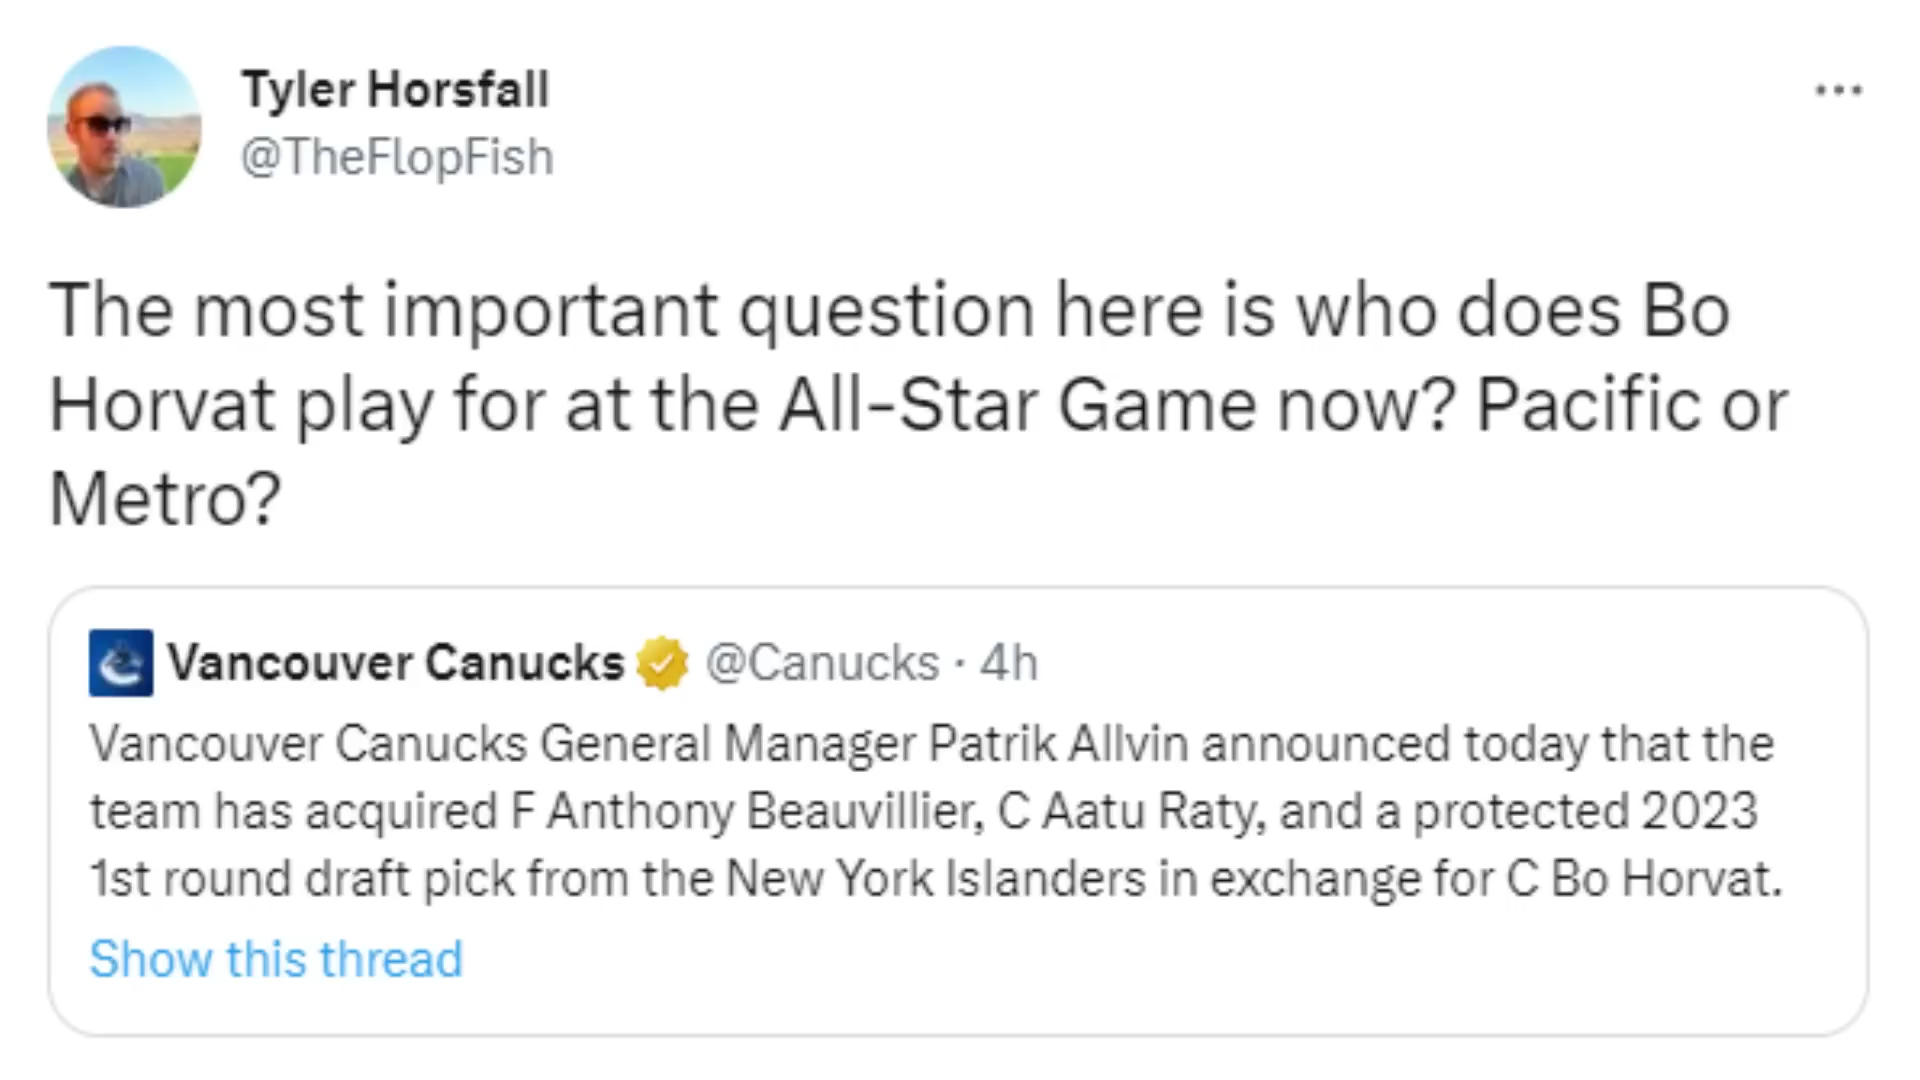 Tyler Horsfall
@TheFlopFish
The most important question here is who does Bo
Horvat play for at the All-Star Game now? Pacific or
Metro?
Vancouver Canucks @Canucks · 4h
Vancouver Canucks General Manager Patrik Allvin announced today that the
team has acquired F Anthony Beauvillier, C Aatu Raty, and a protected 2023
1st round draft pick from the New York Islanders in exchange for C Bo Horvat.
Show this thread